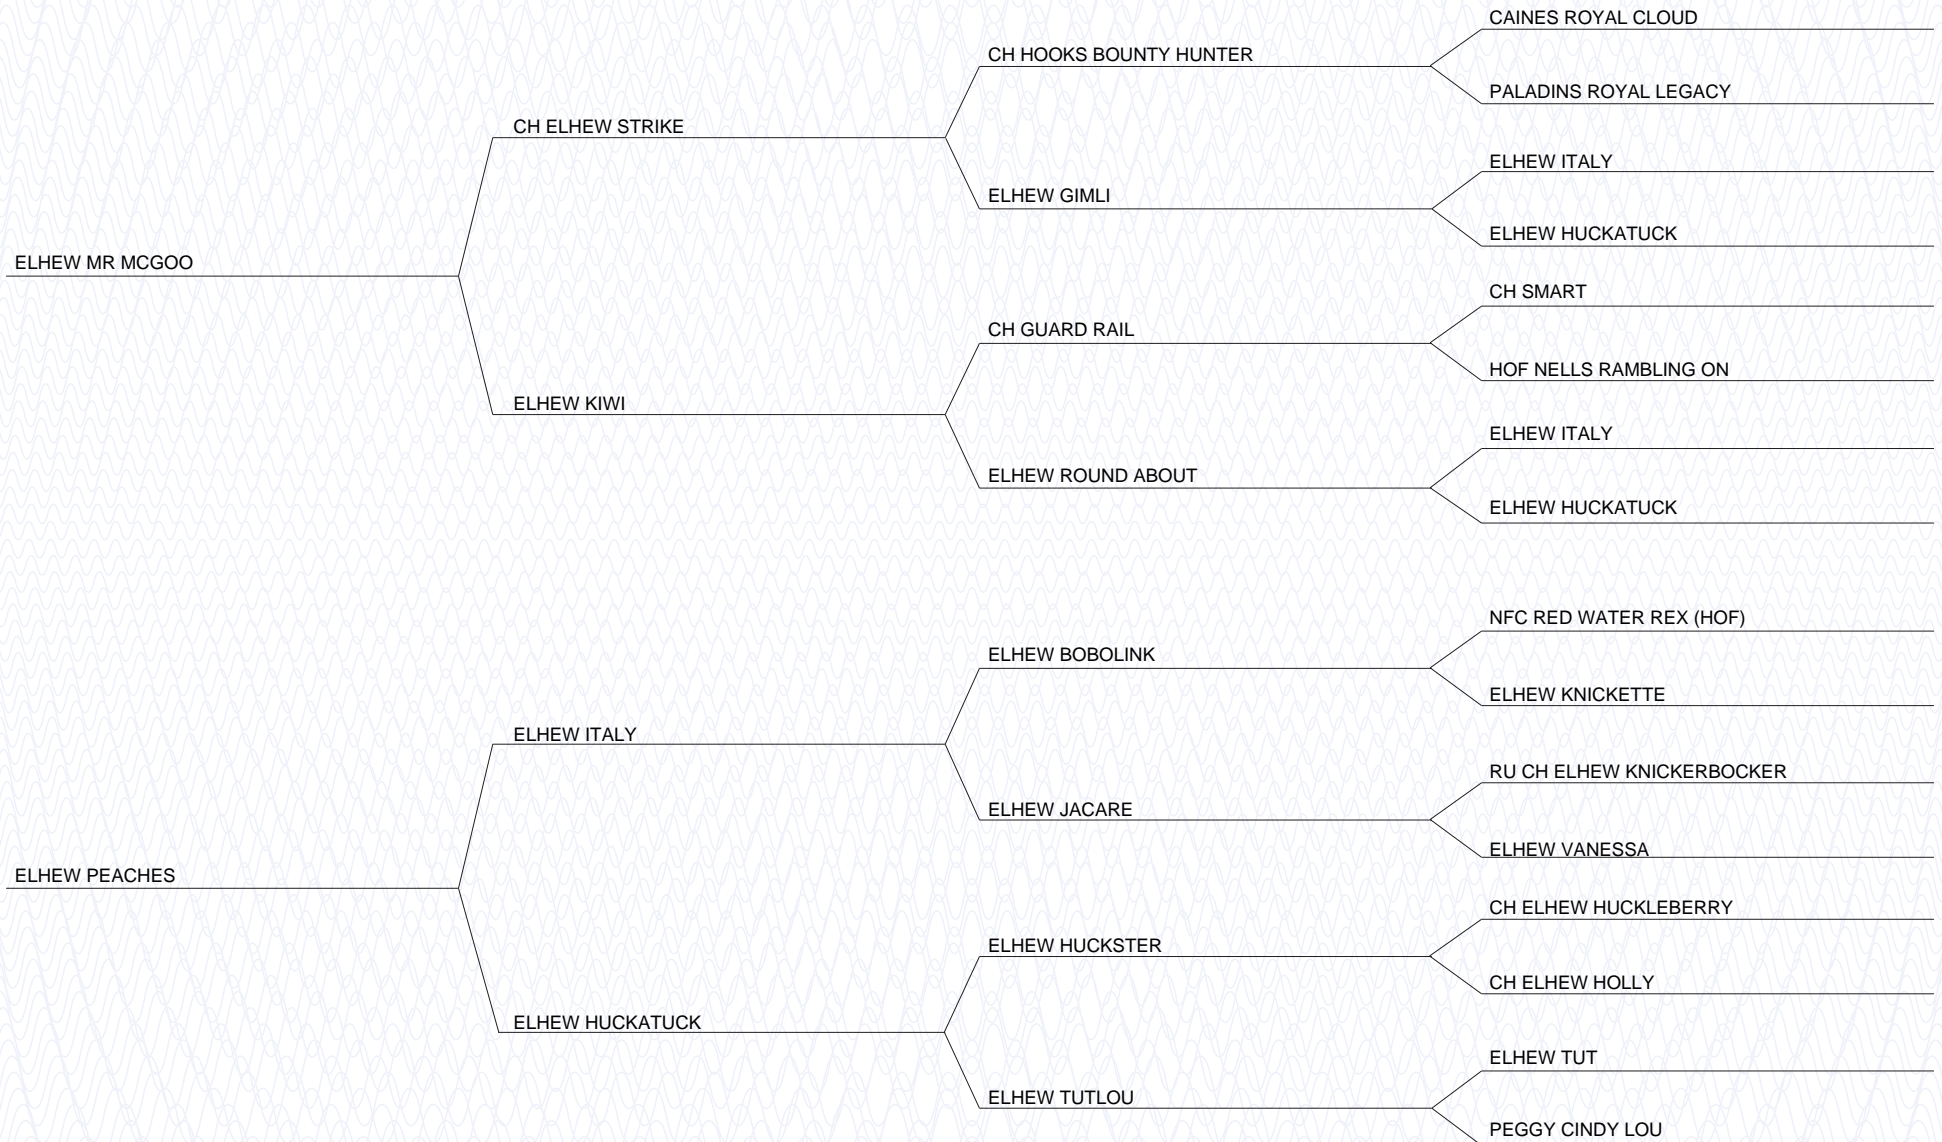 CAINES ROYAL CLOUD
CH HOOKS BOUNTY HUNTER
PALADINS ROYAL LEGACY
CH ELHEW STRIKE
ELHEW ITALY
ELHEW GIMLI
ELHEW HUCKATUCK
ELHEW MR MCGOO
CH SMART
CH GUARD RAIL
HOF NELLS RAMBLING ON
ELHEW KIWI
ELHEW ITALY
ELHEW ROUND ABOUT
ELHEW HUCKATUCK
NFC RED WATER REX (HOF)
ELHEW BOBOLINK
ELHEW KNICKETTE
ELHEW ITALY
RU CH ELHEW KNICKERBOCKER
ELHEW JACARE
ELHEW VANESSA
ELHEW PEACHES
CH ELHEW HUCKLEBERRY
ELHEW HUCKSTER
CH ELHEW HOLLY
ELHEW HUCKATUCK
ELHEW TUT
ELHEW TUTLOU
PEGGY CINDY LOU